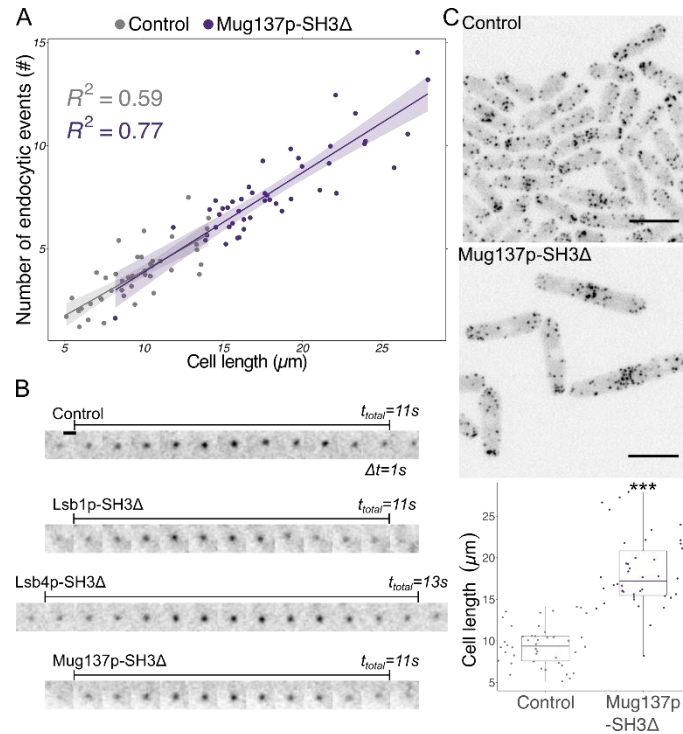 A
Control Mug137p-SH3Δ
15
10
5
Number of endocytic events (#)
R² = 0.59
R² = 0.77
5 10 15 20 25
Cell length (µm)
B
Control
t_total=11s
Δt=1s
Lsb1p-SH3Δ
t_total=11s
Lsb4p-SH3Δ
t_total=13s
Mug137p-SH3Δ
t_total=11s
C
Control
Mug137p-SH3Δ
***
25
20
15
10
5
Cell length (µm)
Control
Mug137p
-SH3Δ